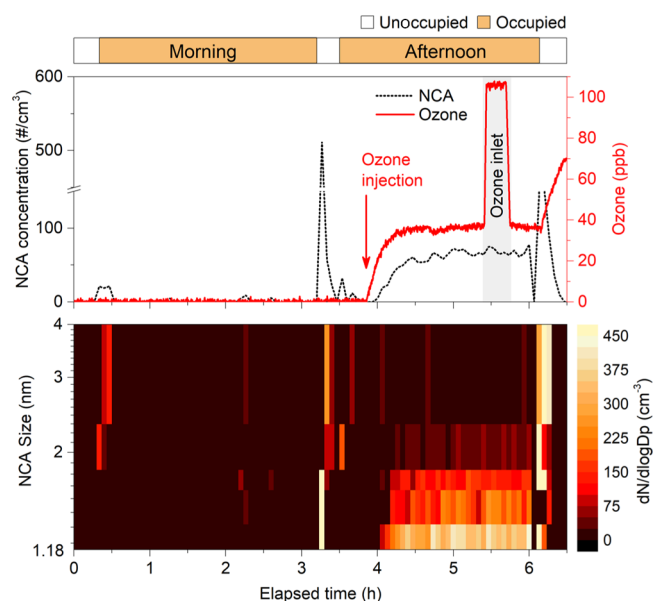 Unoccupied Occupied
Morning Afternoon
600
500
100
0
NCA concentration (#/cm³)
NCA
Ozone
Ozone
injection
Ozone inlet
100
80
60
40
20
0
Ozone (ppb)
4
3
2
1.18
NCA Size (nm)
0 1 2 3 4 5 6
Elapsed time (h)
450
375
300
225
150
75
0
dN/dlogDp (cm⁻³)